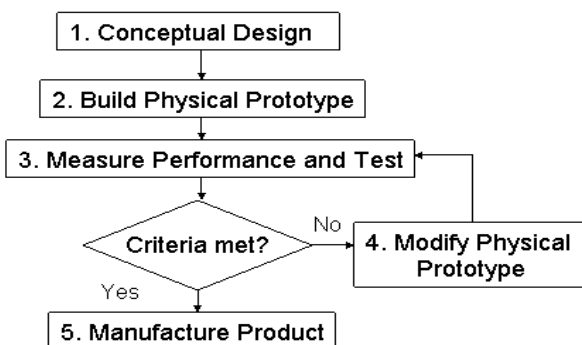 1. Conceptual Design
2. Build Physical Prototype
3. Measure Performance and Test
Criteria met?
No
4. Modify Physical
Prototype
Yes
5. Manufacture Product